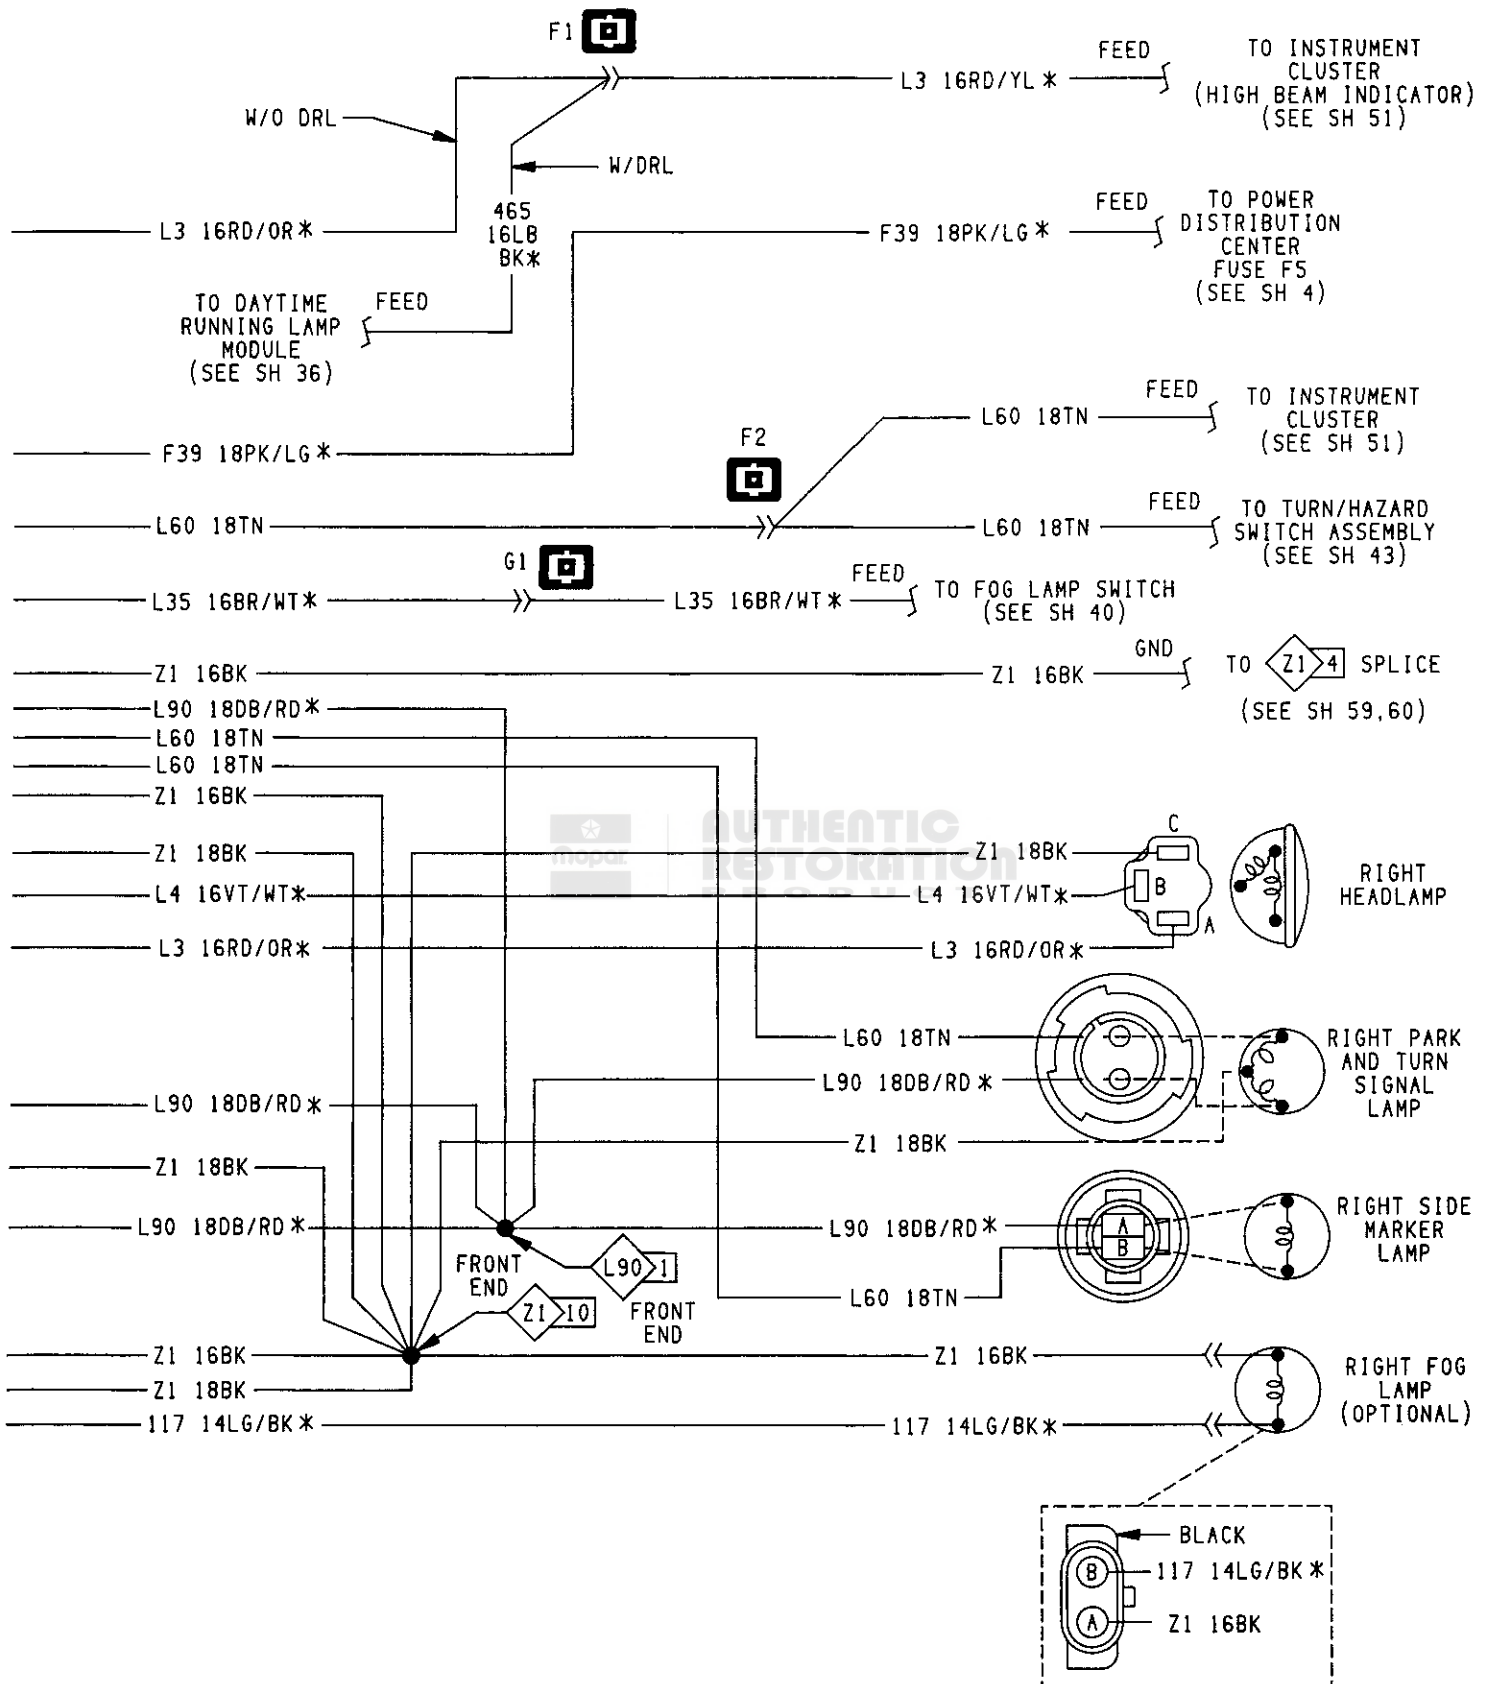 F1
FEED
TO INSTRUMENT
CLUSTER
(HIGH BEAM INDICATOR)
(SEE SH 51)
L3 16RD/YL*
W/O DRL
W/DRL
L3 16RD/OR*
465
16LB
BK*
FEED
TO POWER
DISTRIBUTION
CENTER
FUSE F5
(SEE SH 4)
F39 18PK/LG*
TO DAYTIME
RUNNING LAMP
MODULE
(SEE SH 36)
FEED
FEED
TO INSTRUMENT
CLUSTER
(SEE SH 51)
L60 18TN
F39 18PK/LG*
F2
L60 18TN
L60 18TN
FEED
TO TURN/HAZARD
SWITCH ASSEMBLY
(SEE SH 43)
G1
L35 16BR/WT*
L35 16BR/WT*
FEED
TO FOG LAMP SWITCH
(SEE SH 40)
Z1 16BK
Z1 16BK
GND
TO Z1 4 SPLICE
(SEE SH 59,60)
L90 18DB/RD*
L60 18TN
L60 18TN
Z1 16BK
mopar
AUTHENTIC
RESTORATION
Z1 18BK
Z1 18BK
C
L4 16VT/WT*
L4 16VT/WT*
B
RIGHT
HEADLAMP
L3 16RD/OR*
L3 16RD/OR*
A
L60 18TN
L90 18DB/RD*
RIGHT PARK
AND TURN
SIGNAL
LAMP
L90 18DB/RD*
Z1 18BK
Z1 18BK
L90 18DB/RD*
L90 18DB/RD*
A
B
RIGHT SIDE
MARKER
LAMP
FRONT
END
L90 1
FRONT
END
Z1 10
L60 18TN
Z1 16BK
Z1 16BK
Z1 18BK
117 14LG/BK*
117 14LG/BK*
RIGHT FOG
LAMP
(OPTIONAL)
BLACK
B
117 14LG/BK*
A
Z1 16BK